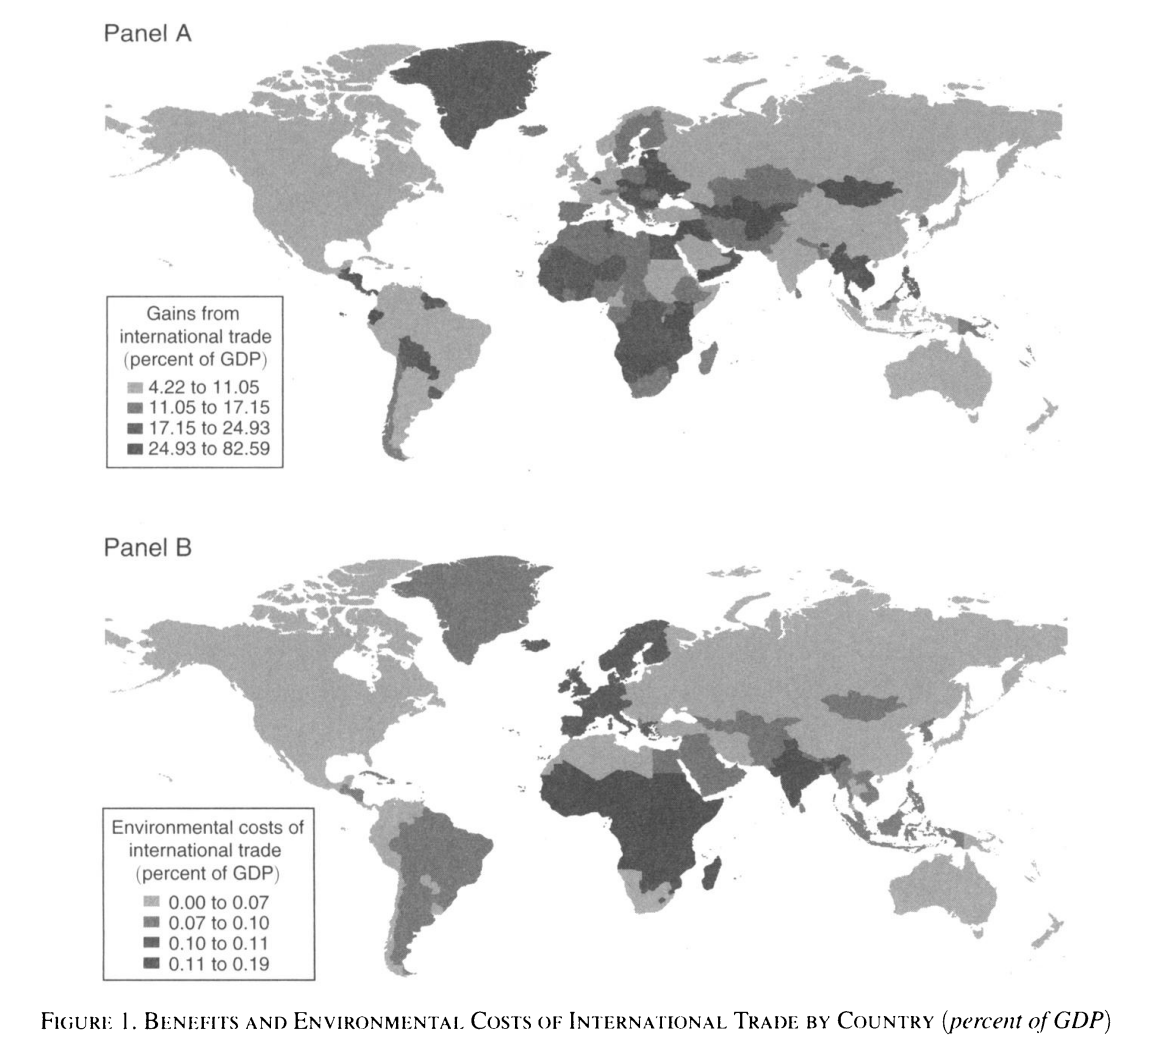 Panel A
Gains from
international trade
(percent of GDP)
4.22 to 11.05
11.05 to 17.15
17.15 to 24.93
24.93 to 82.59
Panel B
Environmental costs of
international trade
(percent of GDP)
0.00 to 0.07
0.07 to 0.10
0.10 to 0.11
0.11 to 0.19
Figure 1. Benefits and Environmental Costs of International Trade by Country (percent of GDP)